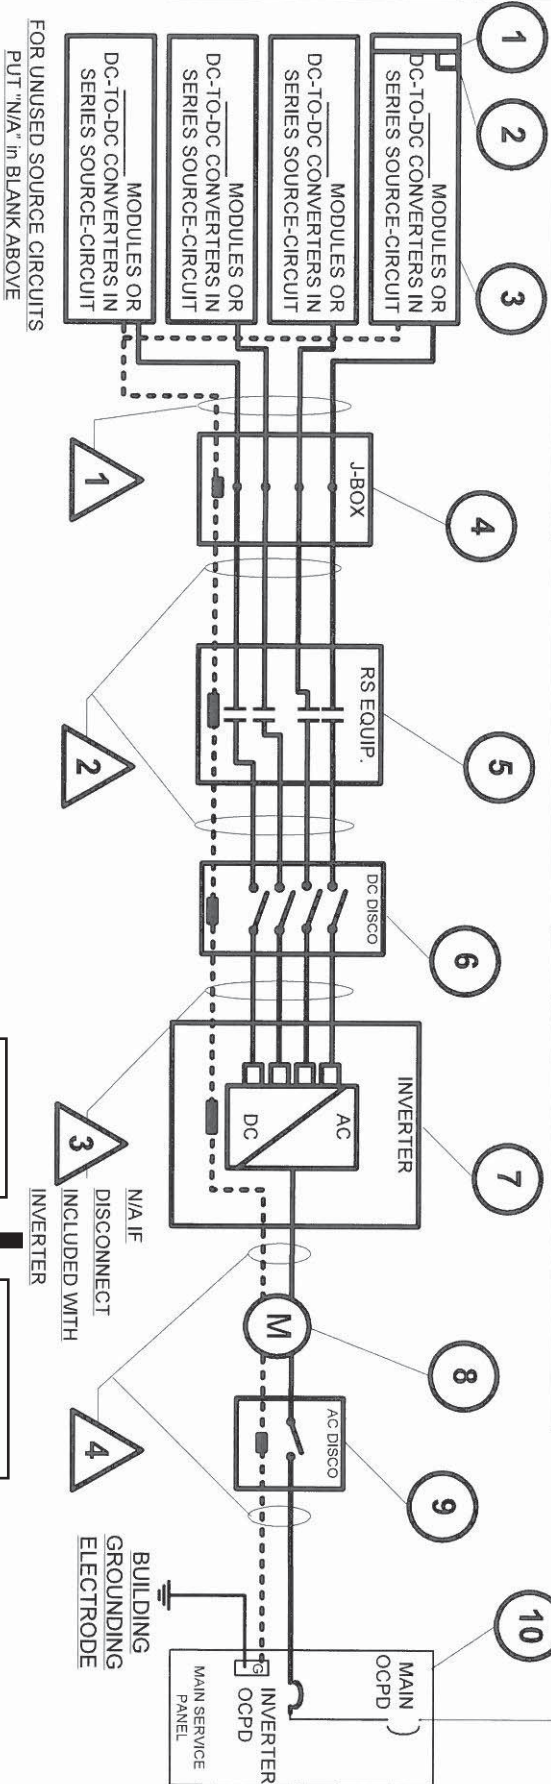 1
2
3
4
5
6
7
8
9
10
____ MODULES OR
DC-TO-DC CONVERTERS IN
SERIES SOURCE-CIRCUIT
____ MODULES OR
DC-TO-DC CONVERTERS IN
SERIES SOURCE-CIRCUIT
____ MODULES OR
DC-TO-DC CONVERTERS IN
SERIES SOURCE-CIRCUIT
____ MODULES OR
DC-TO-DC CONVERTERS IN
SERIES SOURCE-CIRCUIT
FOR UNUSED SOURCE CIRCUITS
PUT "N/A" in BLANK ABOVE
J-BOX
RS EQUIP.
DC DISCO
INVERTER
AC
DC
M
AC DISCO
MAIN
OCPD
INVERTER
OCPD
G
MAIN SERVICE
PANEL
1
2
3
N/A IF
DISCONNECT
INCLUDED WITH
INVERTER
4
BUILDING
GROUNDING
ELECTRODE